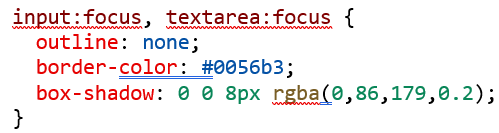 input:focus, textarea:focus {
  outline: none;
  border-color: #0056b3;
  box-shadow: 0 0 8px rgba(0,86,179,0.2);
}